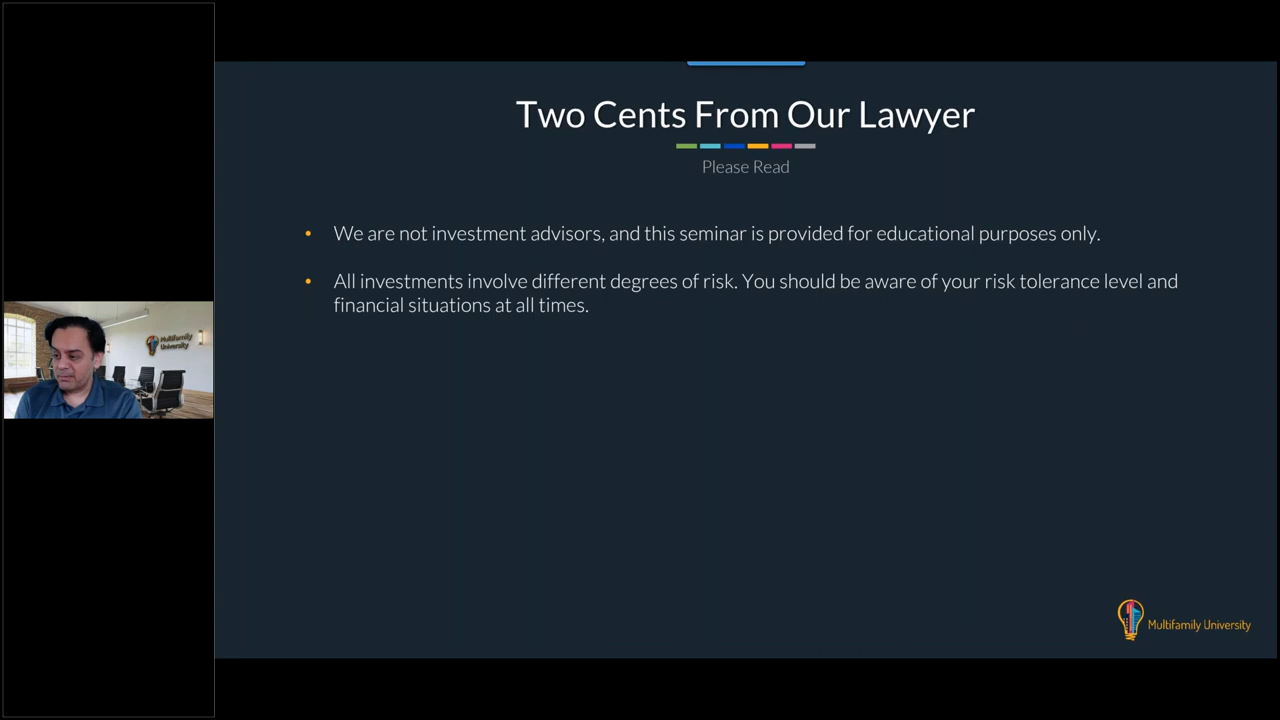 Two Cents From Our Lawyer
Please Read
• We are not investment advisors, and this seminar is provided for educational purposes only.
• All investments involve different degrees of risk. You should be aware of your risk tolerance level and
financial situations at all times.
Multifamily
University
Multifamily University